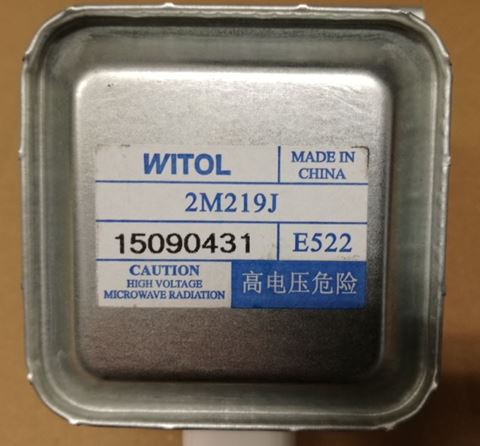 WITOL
MADE IN
CHINA
2M219J
15090431
E522
CAUTION
HIGH VOLTAGE
MICROWAVE RADIATION
高电压危险